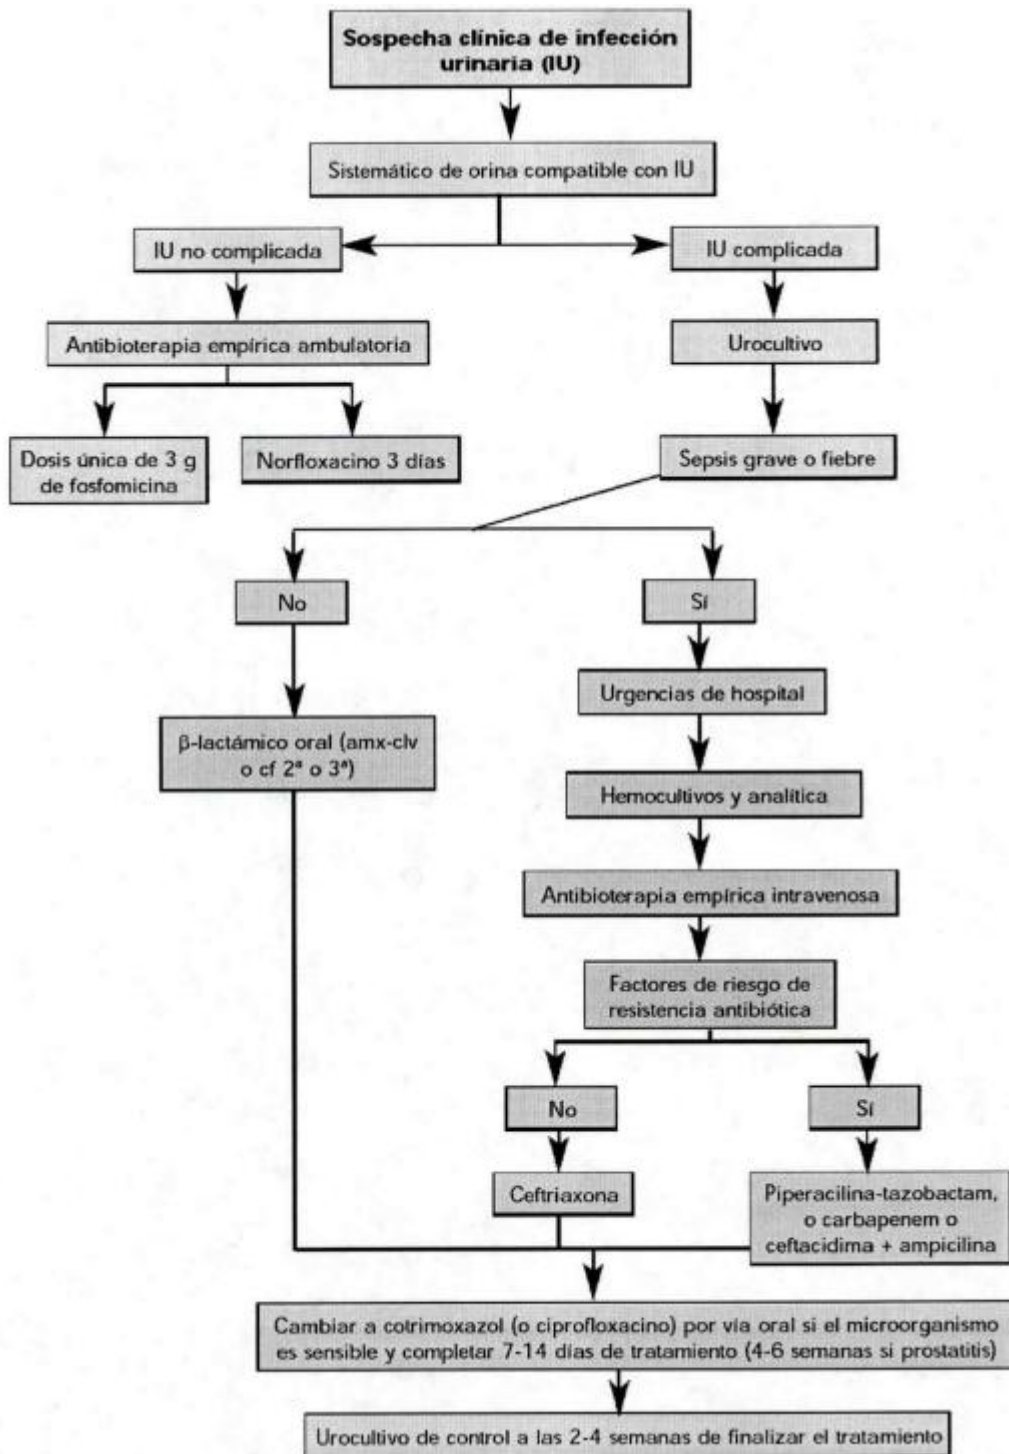 Sospecha clínica de infección
urinaria (IU)
Sistemático de orina compatible con IU
IU no complicada
IU complicada
Antibioterapia empírica ambulatoria
Urocultivo
Dosis única de 3 g
de fosfomicina
Norfloxacino 3 días
Sepsis grave o fiebre
No
Sí
Urgencias de hospital
β-lactámico oral (amx-clv
o cf 2ª o 3ª)
Hemocultivos y analítica
Antibioterapia empírica intravenosa
Factores de riesgo de
resistencia antibiótica
No
Sí
Ceftriaxona
Piperacilina-tazobactam,
o carbapenem o
ceftacidima + ampicilina
Cambiar a cotrimoxazol (o ciprofloxacino) por vía oral si el microorganismo
es sensible y completar 7-14 días de tratamiento (4-6 semanas si prostatitis)
Urocultivo de control a las 2-4 semanas de finalizar el tratamiento